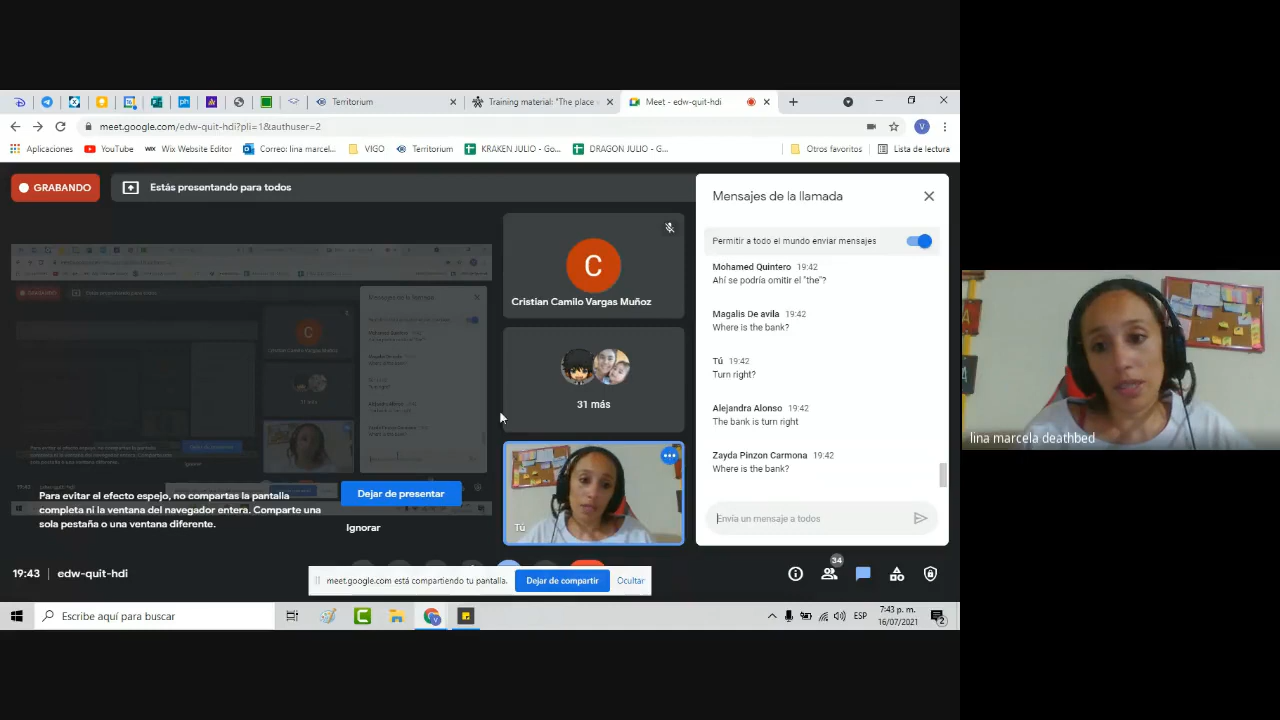 Territorium
Training material: "The place
Meet - edw-quit-hdi
meet.google.com/edw-quit-hdi?pli=1&authuser=2
V
Aplicaciones
YouTube
Wix Website Editor
Correo: lina marcel...
VIGO
Territorium
KRAKEN JULIO - Go...
DRAGON JULIO - G...
Otros favoritos
Lista de lectura
GRABANDO
Estás presentando para todos
C
Cristian Camilo Vargas Muñoz
31 más
Tú
Para evitar el efecto espejo, no compartas la pantalla
completa ni la ventana del navegador entera. Comparte una
sola pestaña o una ventana diferente.
Dejar de presentar
Ignorar
Mensajes de la llamada
Permitir a todo el mundo enviar mensajes
Mohamed Quintero 19:42
Ahí se podría omitir el "the"?
Magalis De avila 19:42
Where is the bank?
Tú 19:42
Turn right?
Alejandra Alonso 19:42
The bank is turn right
Zayda Pinzon Carmona 19:42
Where is the bank?
Envía un mensaje a todos
lina marcela deathbed
19:43 edw-quit-hdi
meet.google.com está compartiendo tu pantalla.
Dejar de compartir
Ocultar
34
Escribe aquí para buscar
ESP
7:43 p. m.
16/07/2021
2